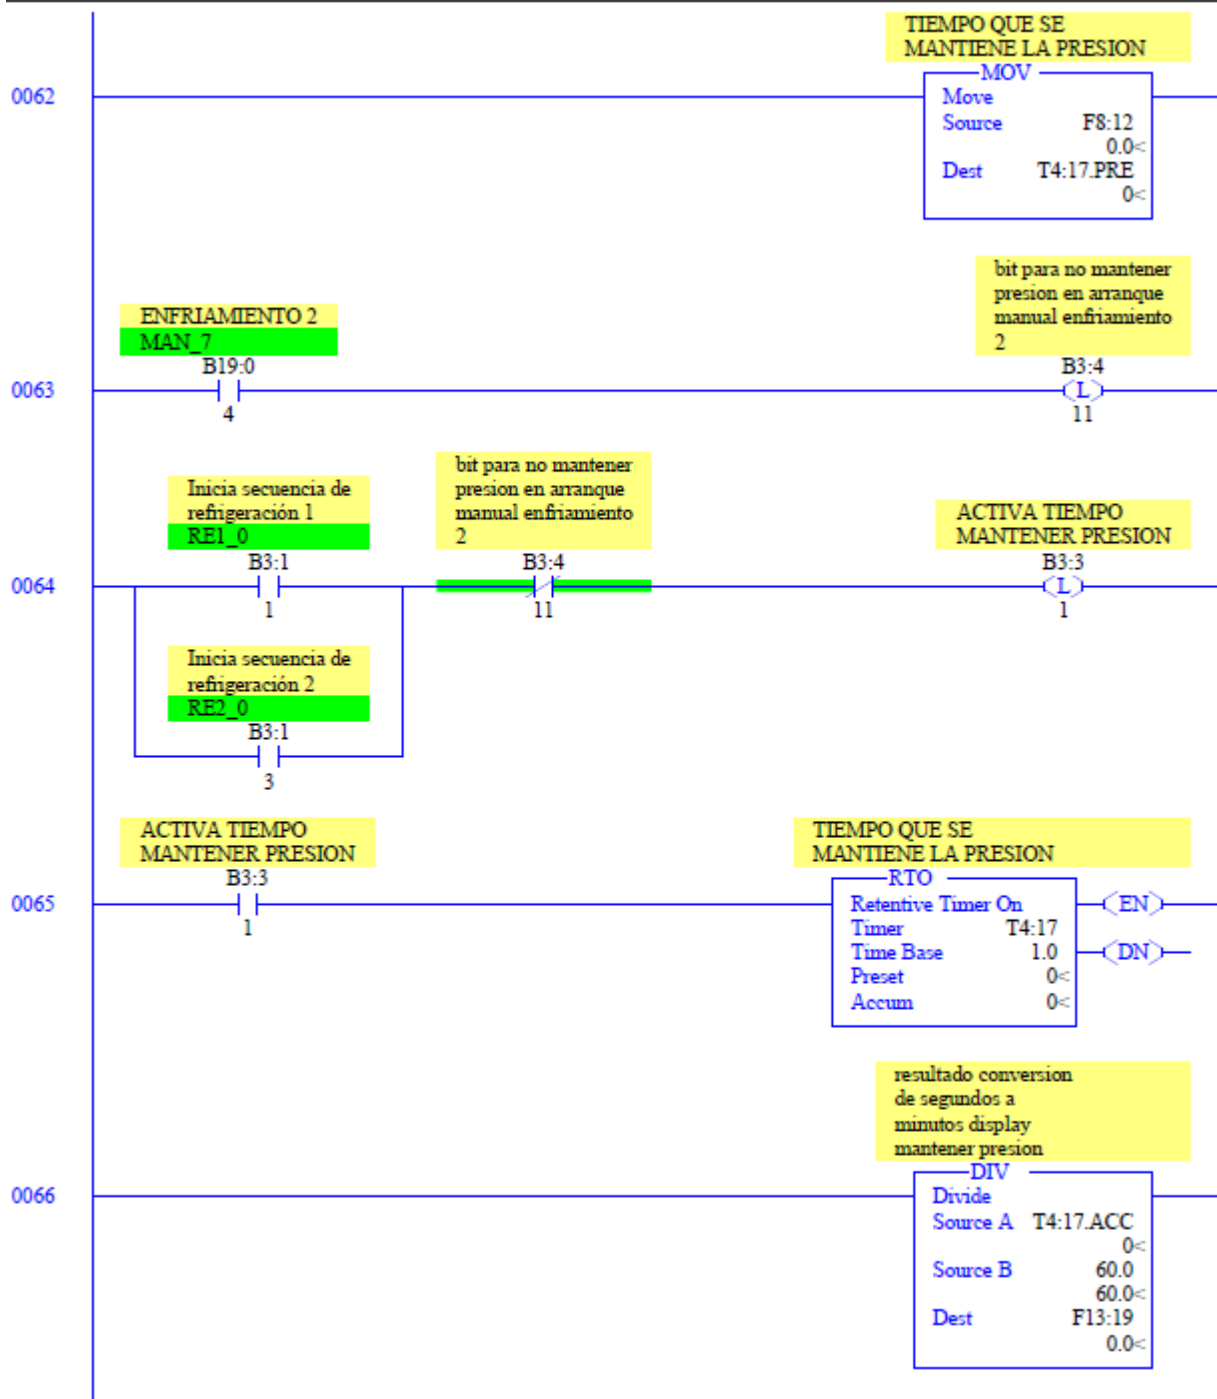 TIEMPO QUE SE
MANTIENE LA PRESION
MOV
0062
Move
Source F8:12
0.0<
Dest T4:17.PRE
0<
bit para no mantener
presion en arranque
manual enfriamiento
2
ENFRIAMIENTO 2
MAN_7
B19:0
B3:4
0063
L
4
11
bit para no mantener
presion en arranque
manual enfriamiento
2
Inicia secuencia de
refrigeración 1
RE1_0
ACTIVA TIEMPO
MANTENER PRESION
B3:1
B3:4
B3:3
0064
L
1
11
1
Inicia secuencia de
refrigeración 2
RE2_0
B3:1
3
ACTIVA TIEMPO
MANTENER PRESION
B3:3
TIEMPO QUE SE
MANTIENE LA PRESION
RTO
0065
1
Retentive Timer On
EN
Timer T4:17
Time Base 1.0
DN
Preset 0<
Accum 0<
resultado conversion
de segundos a
minutos display
mantener presion
DIV
0066
Divide
Source A T4:17.ACC
0<
Source B 60.0
60.0<
Dest F13:19
0.0<